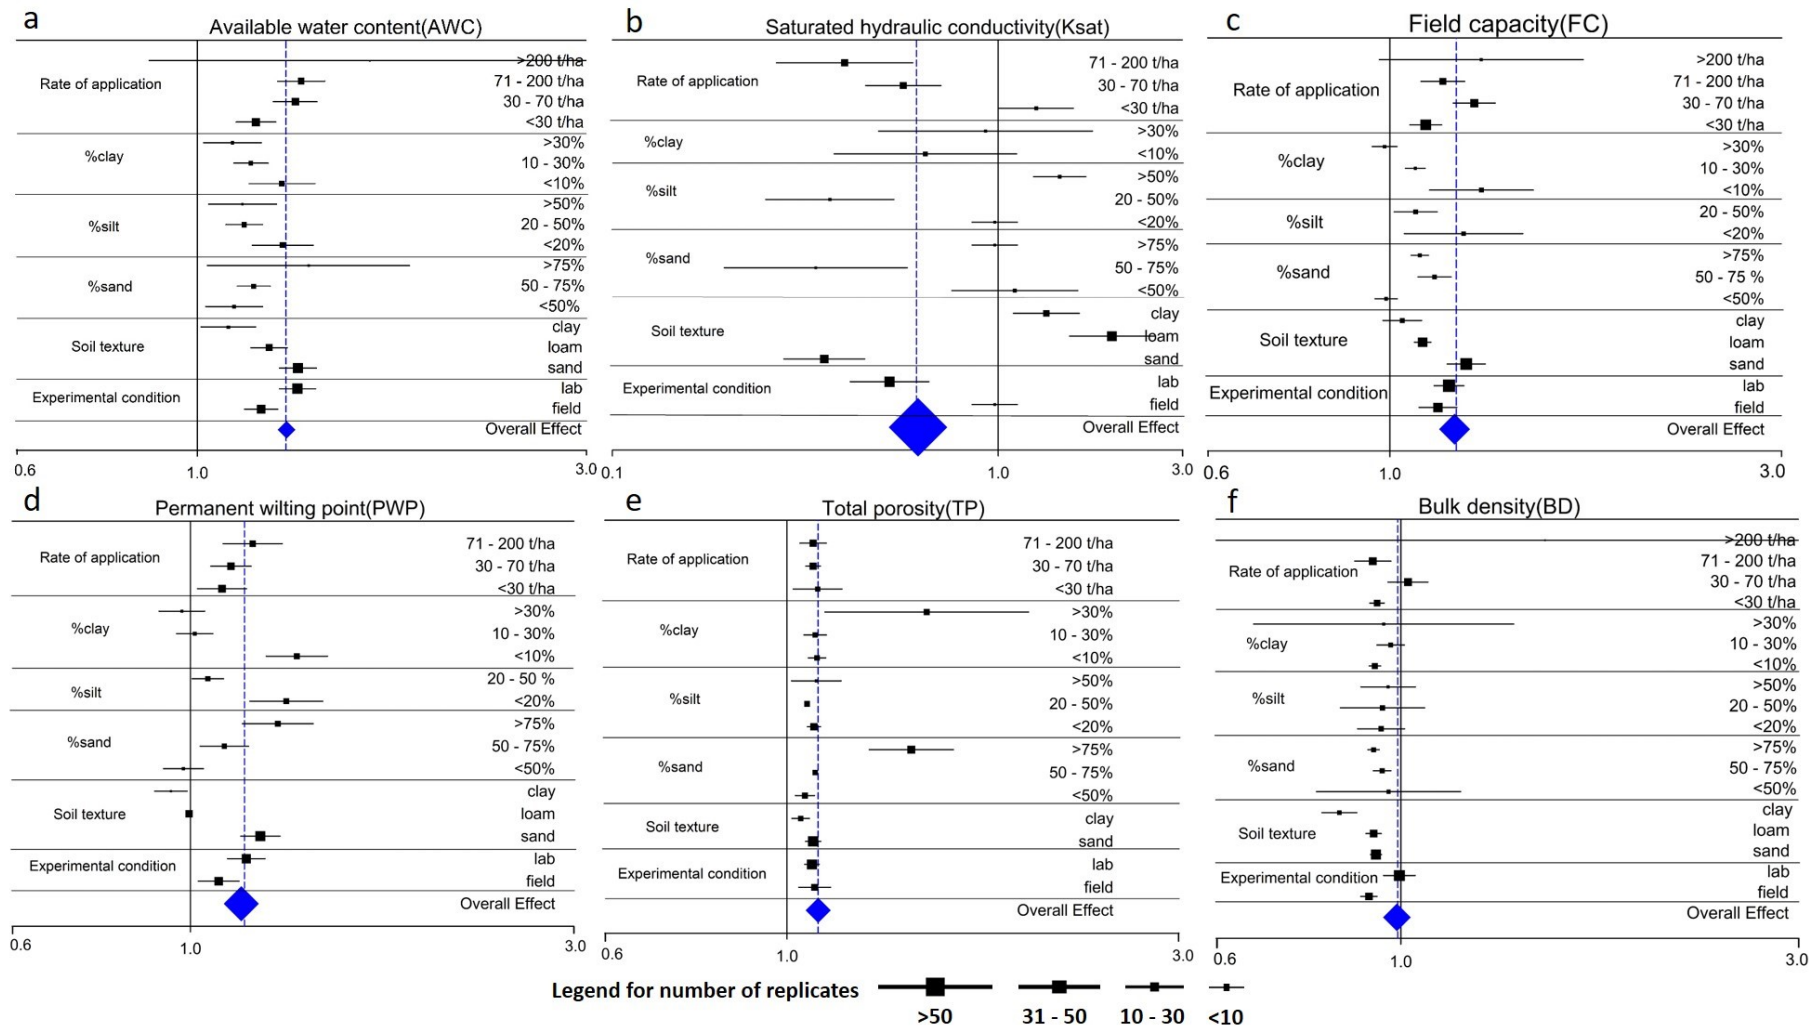 a
Available water content(AWC)
Rate of application
>200 t/ha
71 - 200 t/ha
30 - 70 t/ha
<30 t/ha
%clay
>30%
10 - 30%
<10%
%silt
>50%
20 - 50%
<20%
%sand
>75%
50 - 75%
<50%
Soil texture
clay
loam
sand
Experimental condition
lab
field
Overall Effect
0.6
1.0
3.0
b
Saturated hydraulic conductivity(Ksat)
Rate of application
71 - 200 t/ha
30 - 70 t/ha
<30 t/ha
%clay
>30%
<10%
%silt
>50%
20 - 50%
<20%
%sand
>75%
50 - 75%
<50%
Soil texture
clay
loam
sand
Experimental condition
lab
field
Overall Effect
0.1
1.0
3.0
c
Field capacity(FC)
Rate of application
>200 t/ha
71 - 200 t/ha
30 - 70 t/ha
<30 t/ha
%clay
>30%
10 - 30%
<10%
%silt
20 - 50%
<20%
%sand
>75%
50 - 75 %
<50%
Soil texture
clay
loam
sand
Experimental condition
lab
field
Overall Effect
0.6
1.0
3.0
d
Permanent wilting point(PWP)
Rate of application
71 - 200 t/ha
30 - 70 t/ha
<30 t/ha
%clay
>30%
10 - 30%
<10%
%silt
20 - 50 %
<20%
%sand
>75%
50 - 75%
<50%
Soil texture
clay
loam
sand
Experimental condition
lab
field
Overall Effect
0.6
1.0
3.0
e
Total porosity(TP)
Rate of application
71 - 200 t/ha
30 - 70 t/ha
<30 t/ha
%clay
>30%
10 - 30%
<10%
%silt
>50%
20 - 50%
<20%
%sand
>75%
50 - 75%
<50%
Soil texture
clay
sand
Experimental condition
lab
field
Overall Effect
0.6
1.0
3.0
f
Bulk density(BD)
Rate of application
>200 t/ha
71 - 200 t/ha
30 - 70 t/ha
<30 t/ha
%clay
>30%
10 - 30%
<10%
%silt
>50%
20 - 50%
<20%
%sand
>75%
50 - 75%
<50%
Soil texture
clay
loam
sand
Experimental condition
lab
field
Overall Effect
0.6
1.0
3.0
Legend for number of replicates
>50
31 - 50
10 - 30
<10